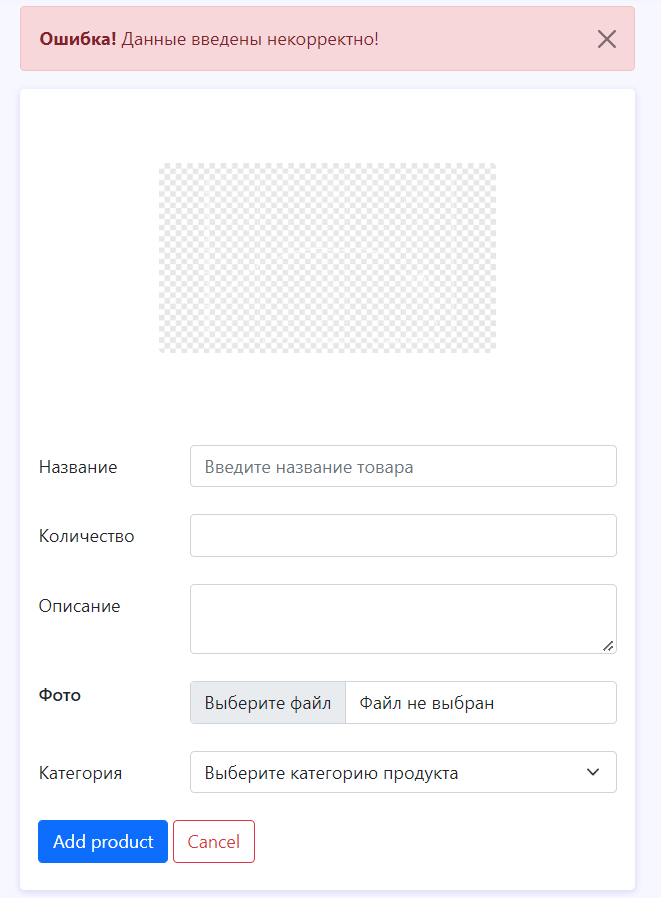 Ошибка! Данные введены некорректно!
Название
Введите название товара
Количество
Описание
Фото
Выберите файл
Файл не выбран
Категория
Выберите категорию продукта
Add product
Cancel